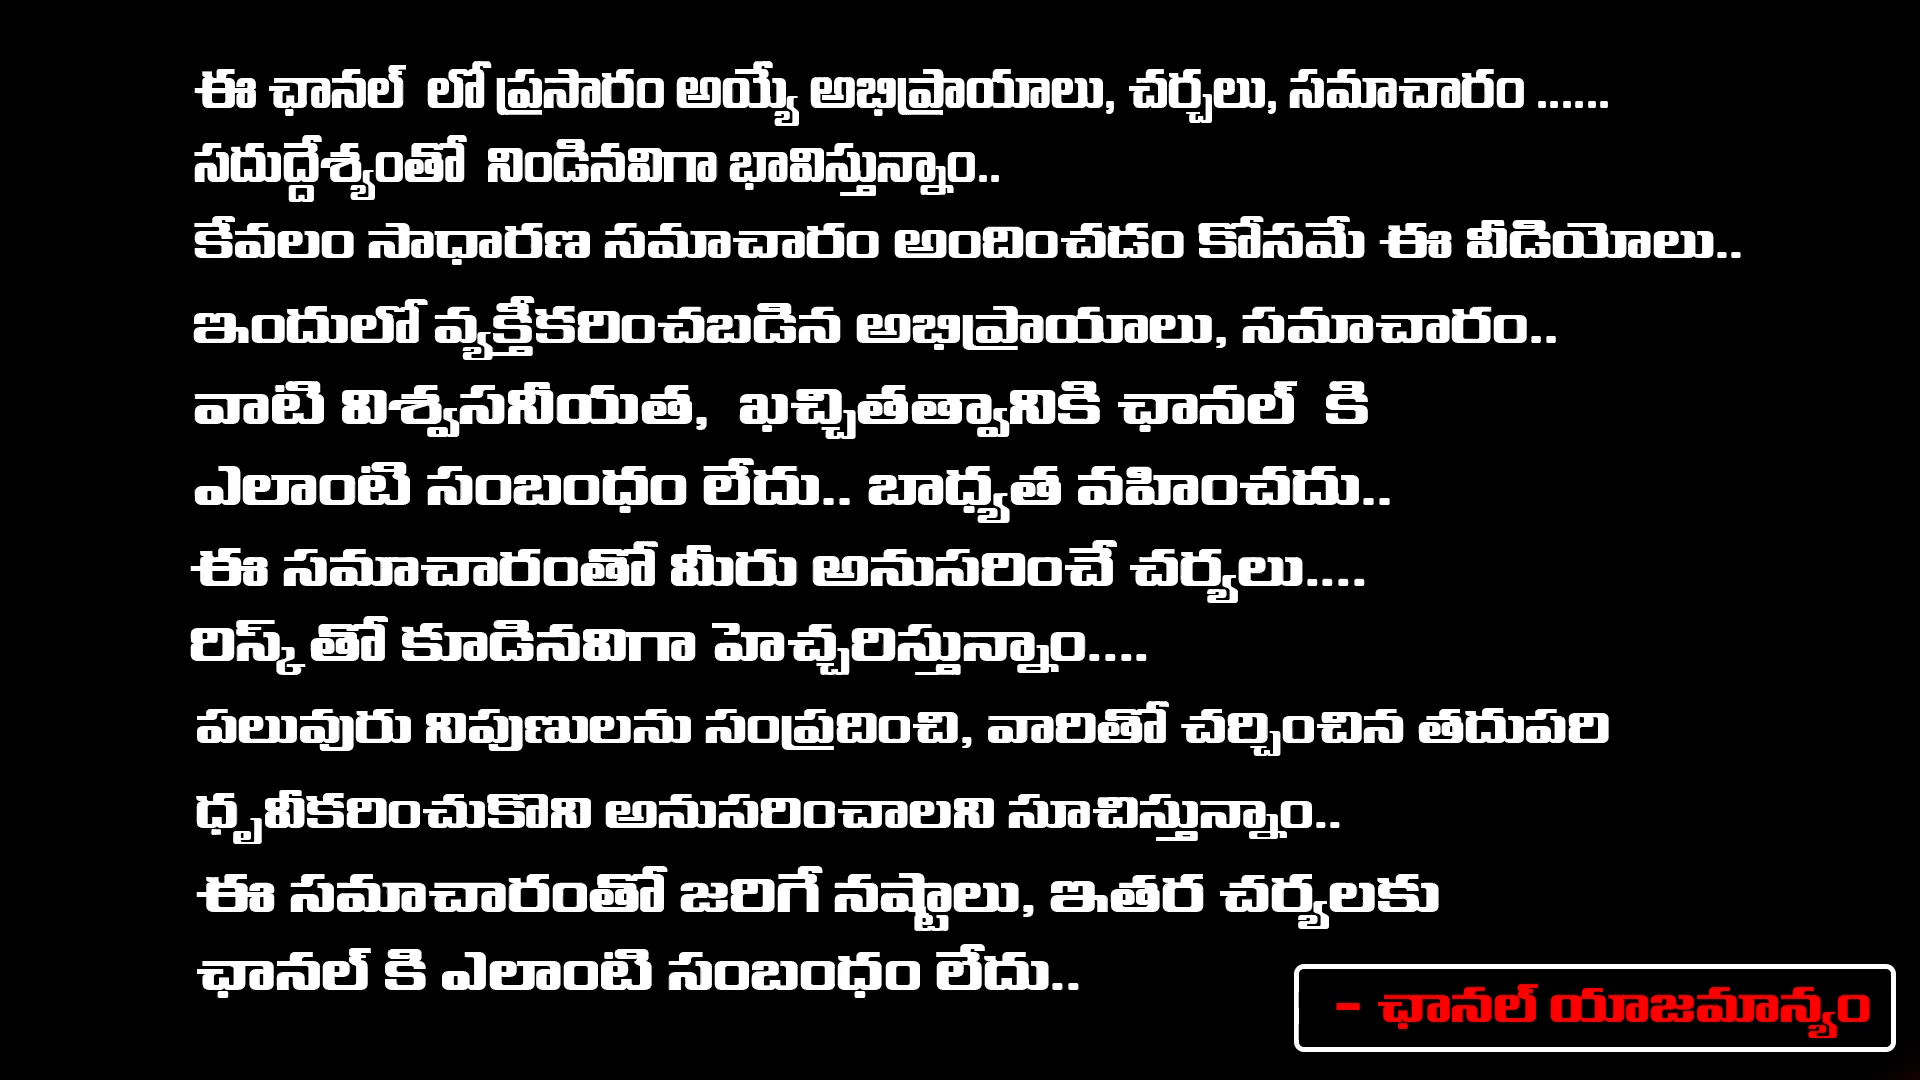 ఈ ఛానల్ లో ప్రసారం అయ్యే అభిప్రాయాలు, చర్చలు, సమాచారం ......
సదుద్దేశ్యంతో నిండినవిగా భావిస్తున్నాం..
కేవలం సాధారణ సమాచారం అందించడం కోసమే ఈ వీడియోలు..
ఇందులో వ్యక్తీకరించబడిన అభిప్రాయాలు, సమాచారం..
వాటి విశ్వసనీయత, ఖచ్చితత్వానికి ఛానల్ కి
ఎలాంటి సంబంధం లేదు.. బాధ్యత వహించదు..
ఈ సమాచారంతో మీరు అనుసరించే చర్యలు....
రిస్క్ తో కూడినవిగా హెచ్చరిస్తున్నాం....
పలువురు నిపుణులను సంప్రదించి, వారితో చర్చించిన తదుపరి
ధృవీకరించుకొని అనుసరించాలని సూచిస్తున్నాం..
ఈ సమాచారంతో జరిగే నష్టాలు, ఇతర చర్యలకు
ఛానల్ కి ఎలాంటి సంబంధం లేదు..
- ఛానల్ యాజమాన్యం